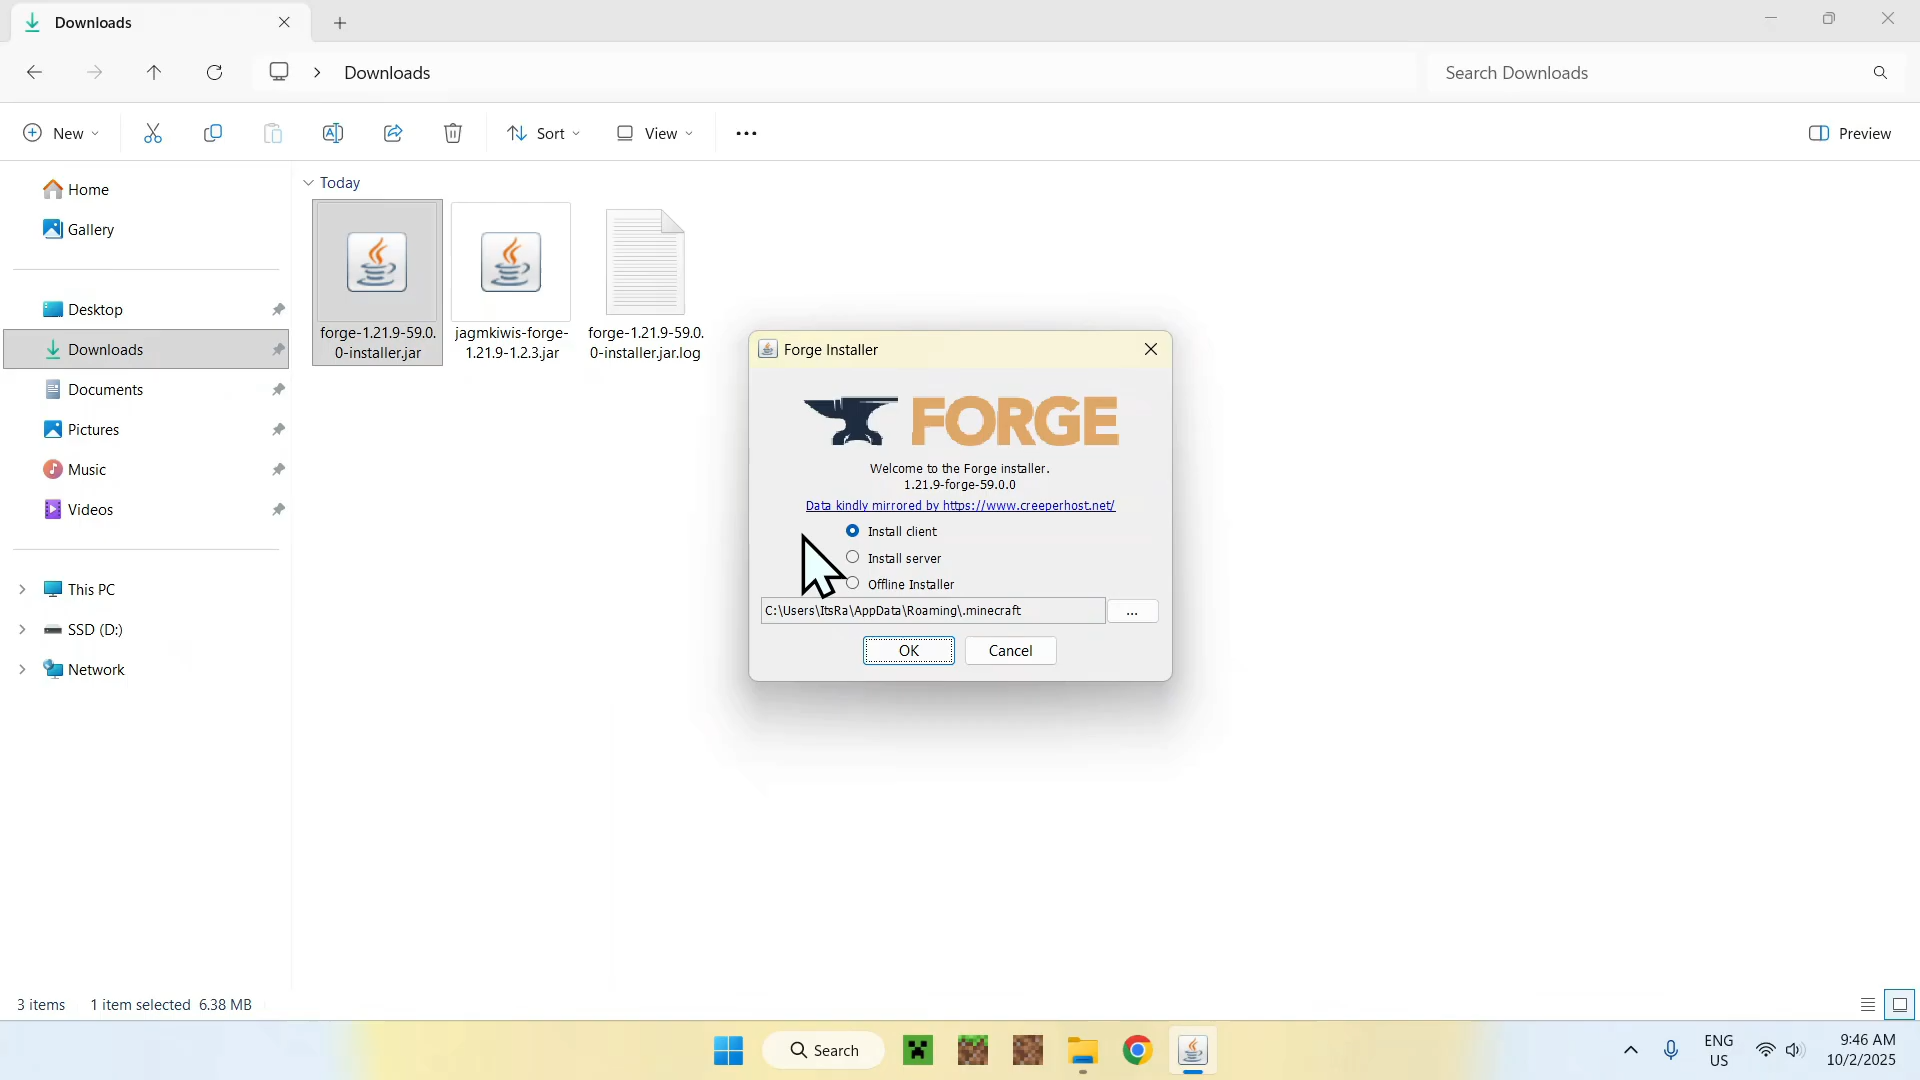 Downloads
Downloads
Search Downloads
New
Sort
View
Preview
Home
Gallery
Desktop
Downloads
Documents
Pictures
Music
Videos
This PC
SSD (D:)
Network
Today
forge-1.21.9-59.0.
0-installer.jar
jagmkiwis-forge-
1.21.9-1.2.3.jar
forge-1.21.9-59.0.
0-installer.jar.log
Forge Installer
FORGE
Welcome to the Forge installer.
1.21.9-forge-59.0.0
Data kindly mirrored by https://www.creeperhost.net/
Install client
Install server
Offline Installer
C:\Users\ItsRa\AppData\Roaming\.minecraft
...
OK
Cancel
3 items
1 item selected 6.38 MB
Search
ENG
US
9:46 AM
10/2/2025